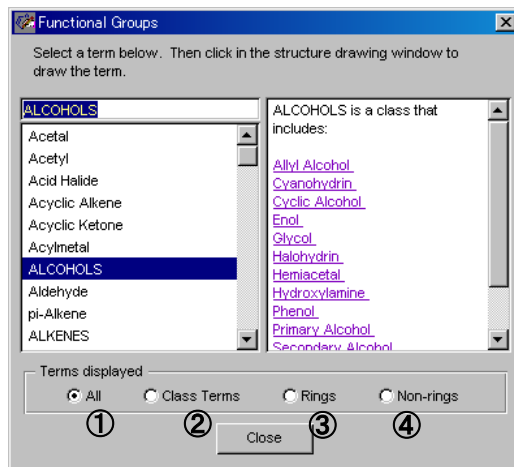 Functional Groups
Select a term below. Then click in the structure drawing window to
draw the term.
ALCOHOLS
Acetal
Acetyl
Acid Halide
Acyclic Alkene
Acyclic Ketone
Acylmetal
ALCOHOLS
Aldehyde
pi-Alkene
ALKENES
ALCOHOLS is a class that
includes:
Allyl Alcohol
Cyanohydrin
Cyclic Alcohol
Enol
Glycol
Halohydrin
Hemiacetal
Hydroxylamine
Phenol
Primary Alcohol
Secondary Alcohol
Terms displayed
All
Class Terms
Rings
Non-rings
①
②
③
④
Close